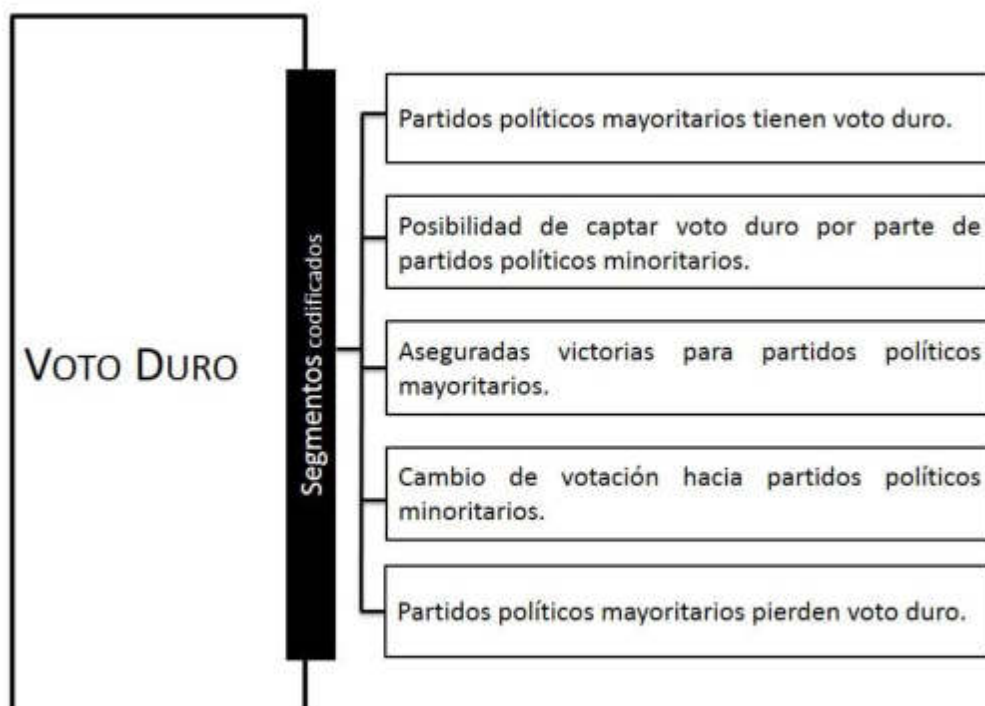 VOTO DURO
Segmentos codificados
Partidos políticos mayoritarios tienen voto duro.
Posibilidad de captar voto duro por parte de
partidos políticos minoritarios.
Aseguradas victorias para partidos políticos
mayoritarios.
Cambio de votación hacia partidos políticos
minoritarios.
Partidos políticos mayoritarios pierden voto duro.